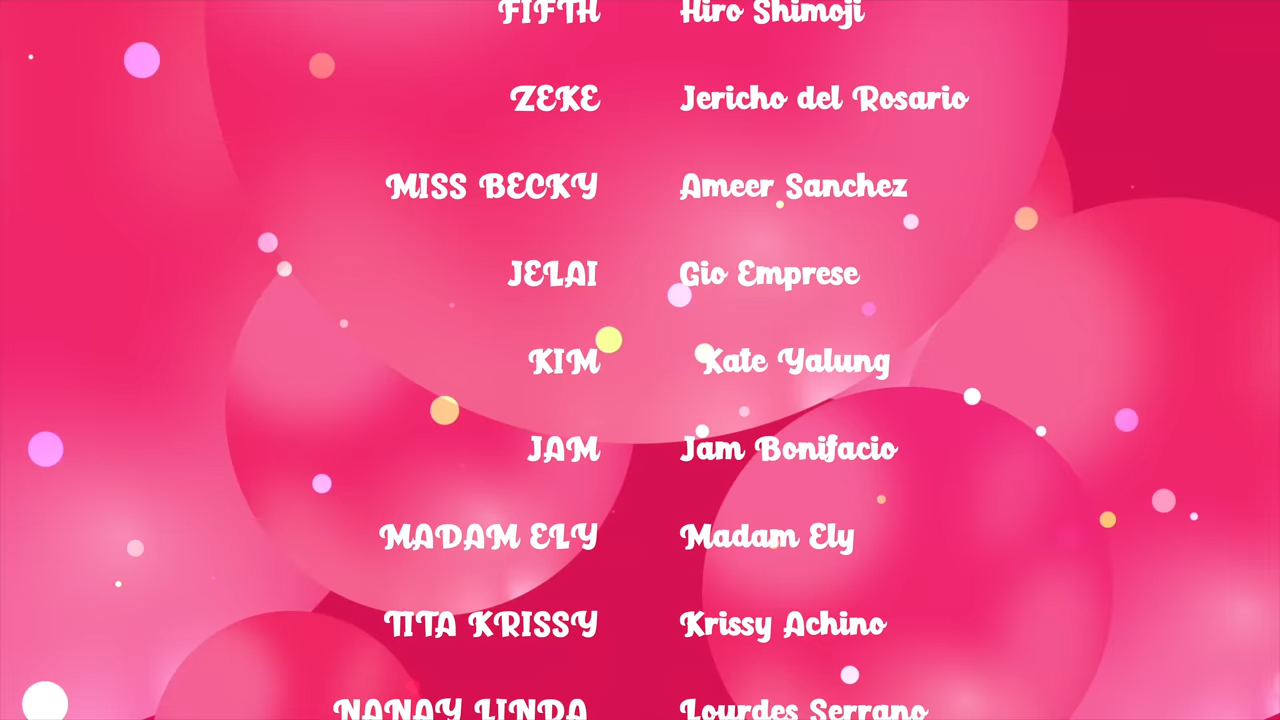 FIFTH Hiro Shimoji
ZEKE Jericho del Rosario
MISS BECKY Ameer Sanchez
JELAI Gio Emprese
KIM Kate Yalung
JAM Jam Bonifacio
MADAM ELY Madam Ely
TITA KRISSY Krissy Achino
NANAY LINDA Lourdes Serrano